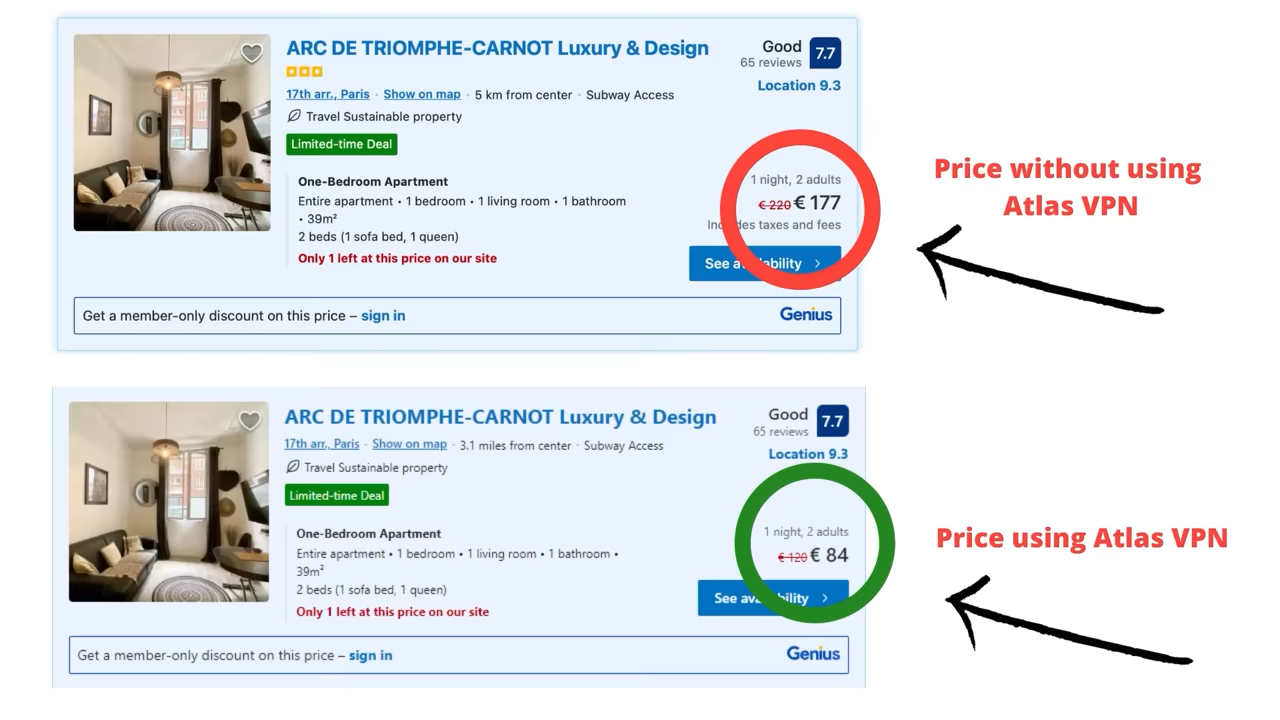 ARC DE TRIOMPHE-CARNOT Luxury & Design
Good
65 reviews
7.7
Location 9.3
17th arr., Paris · Show on map · 5 km from center · Subway Access
Travel Sustainable property
Limited-time Deal
One-Bedroom Apartment
Entire apartment • 1 bedroom • 1 living room • 1 bathroom
• 39m²
2 beds (1 sofa bed, 1 queen)
Only 1 left at this price on our site
1 night, 2 adults
€ 220 € 177
Includes taxes and fees
See availability
Get a member-only discount on this price – sign in
Genius
Price without using
Atlas VPN
ARC DE TRIOMPHE-CARNOT Luxury & Design
Good
65 reviews
7.7
Location 9.3
17th arr., Paris · Show on map · 3.1 miles from center · Subway Access
Travel Sustainable property
Limited-time Deal
One-Bedroom Apartment
Entire apartment • 1 bedroom • 1 living room • 1 bathroom •
39m²
2 beds (1 sofa bed, 1 queen)
Only 1 left at this price on our site
1 night, 2 adults
€ 120 € 84
See availability
Get a member-only discount on this price – sign in
Genius
Price using Atlas VPN